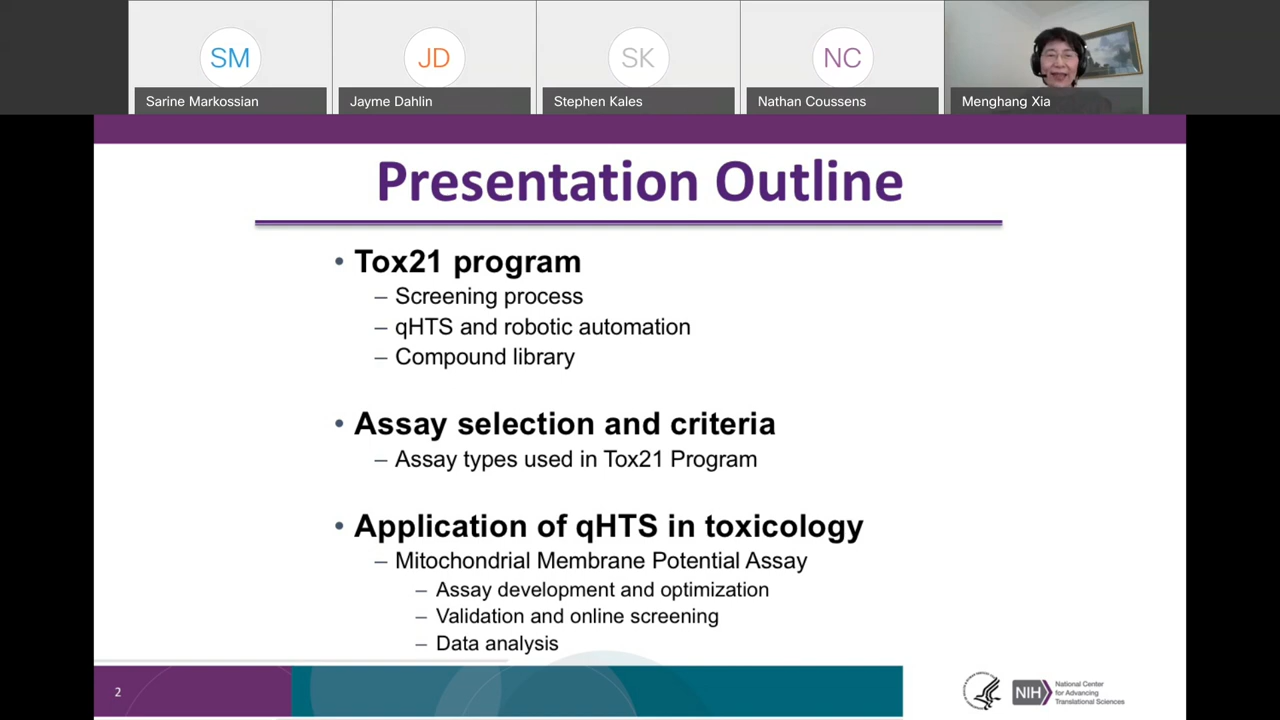 SM
JD
SK
NC
Sarine Markossian
Jayme Dahlin
Stephen Kales
Nathan Coussens
Menghang Xia
Presentation Outline
• Tox21 program
– Screening process
– qHTS and robotic automation
– Compound library
• Assay selection and criteria
– Assay types used in Tox21 Program
• Application of qHTS in toxicology
– Mitochondrial Membrane Potential Assay
– Assay development and optimization
– Validation and online screening
– Data analysis
2
NIH
National Center
for Advancing
Translational Sciences